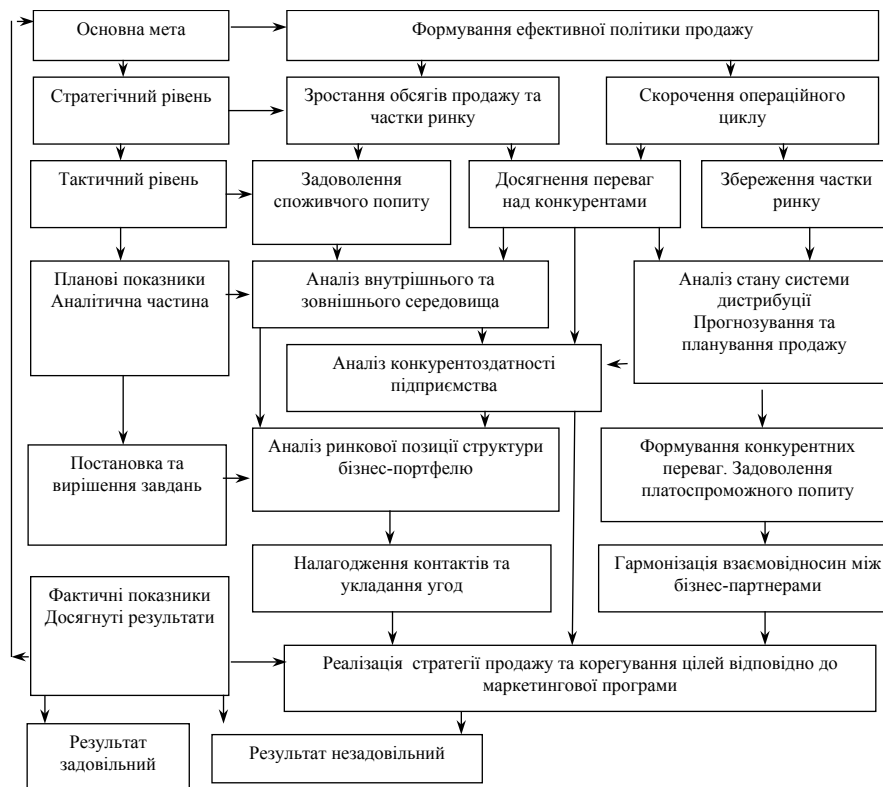 Основна мета
Формування ефективної політики продажу
Стратегічний рівень
Зростання обсягів продажу та
частки ринку
Скорочення операційного
циклу
Тактичний рівень
Задоволення
споживчого попиту
Досягнення переваг
над конкурентами
Збереження частки
ринку
Планові показники
Аналітична частина
Аналіз внутрішнього та
зовнішнього середовища
Аналіз стану системи
дистрибуції
Прогнозування та
планування продажу
Аналіз конкурентоздатності
підприємства
Постановка та
вирішення завдань
Аналіз ринкової позиції структури
бізнес-портфелю
Формування конкурентних
переваг. Задоволення
платоспроможного попиту
Налагодження контактів та
укладання угод
Гармонізація взаємовідносин між
бізнес-партнерами
Фактичні показники
Досягнуті результати
Реалізація стратегії продажу та корегування цілей відповідно до
маркетингової програми
Результат
задовільний
Результат незадовільний